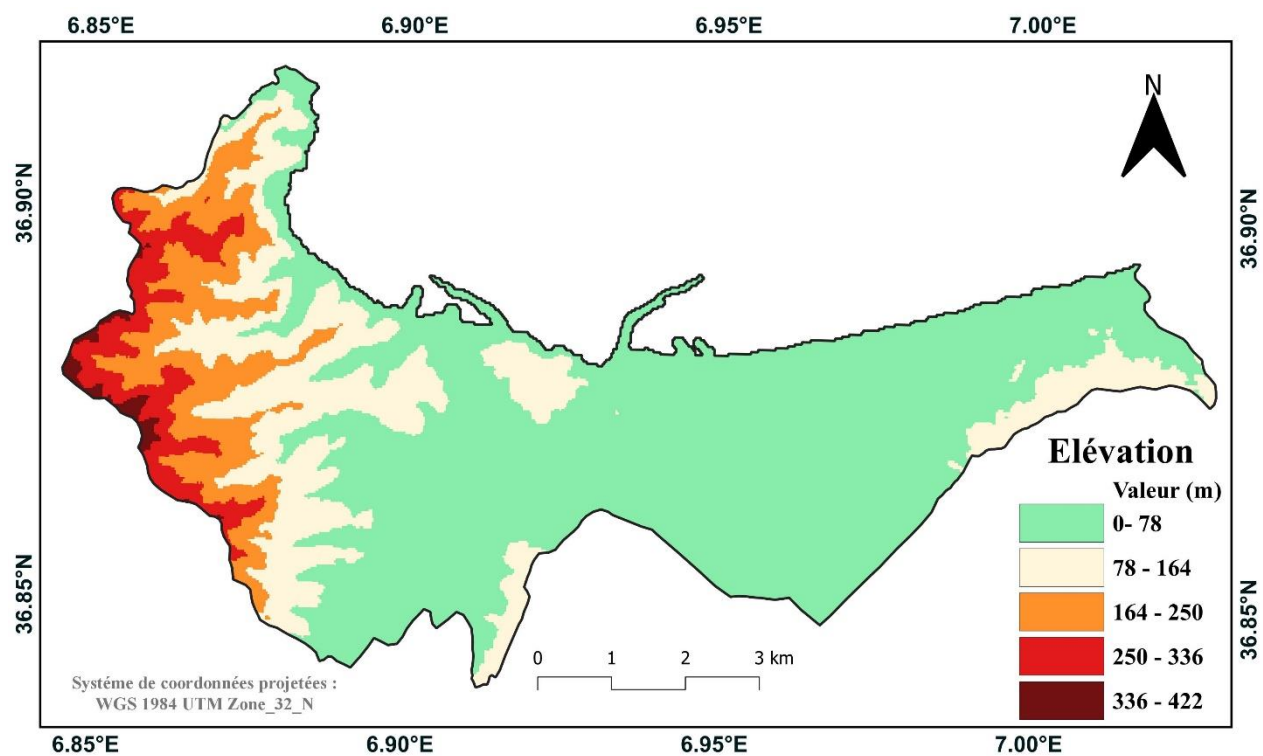 6.85°E 6.90°E 6.95°E 7.00°E
N
36.90°N
36.90°N
Elévation
Valeur (m)
0- 78
78 - 164
164 - 250
250 - 336
336 - 422
36.85°N
36.85°N
0 1 2 3 km
Systéme de coordonnées projetées :
WGS 1984 UTM Zone_32_N
6.85°E 6.90°E 6.95°E 7.00°E